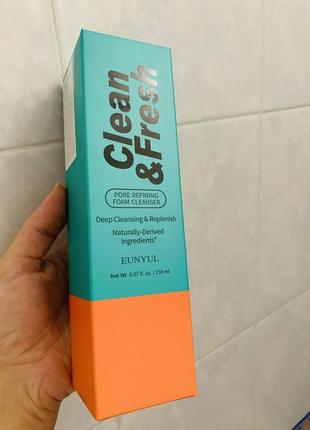 Clean
&Fresh
PORE REFINING
FOAM CLEANSER
Deep Cleansing & Replenish
Naturally-Derived
Ingredients*
EUNYUL
Net Wt 5.07 fl. oz. / 150 ml